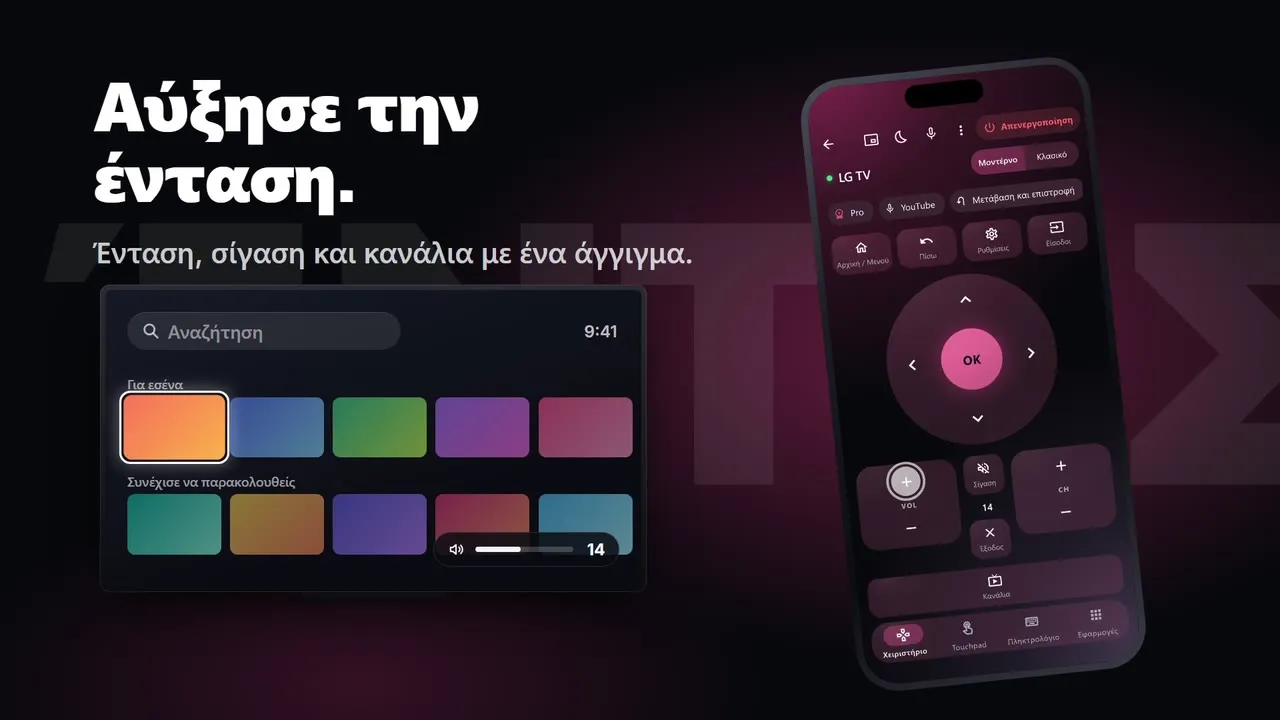 Αύξησε την
ένταση.
Ένταση, σίγαση και κανάλια με ένα άγγιγμα.
Αναζήτηση
9:41
Για εσένα
Συνέχισε να παρακολουθείς
14
Απενεργοποίηση
LG TV
Μοντέρνο
Κλασικό
Pro
YouTube
Μετάβαση και επιστροφή
Αρχική / Μενού
Πίσω
Ρυθμίσεις
Είσοδοι
OK
VOL
Σίγαση
14
CH
Έξοδος
Κανάλια
Χειριστήριο
Touchpad
Πληκτρολόγιο
Εφαρμογές